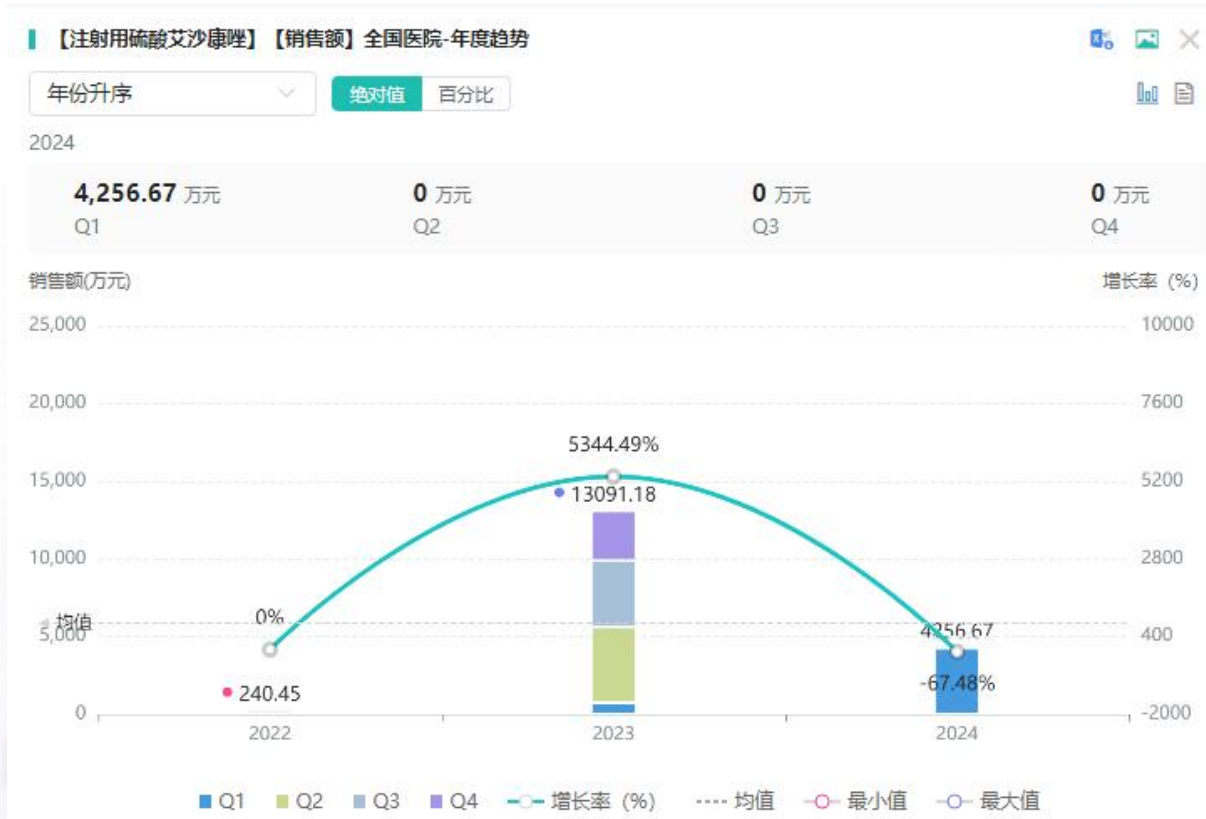 【注射用硫酸艾沙康唑】【销售额】全国医院-年度趋势
年份升序 绝对值 百分比
2024
4,256.67 万元 0 万元 0 万元 0 万元
Q1 Q2 Q3 Q4
销售额(万元) 增长率（%）
25,000 10000
20,000 7600
5344.49%
15,000 5200
13091.18
10,000 2800
0%
均值
5,000 4256.67 400
-67.48%
240.45
0 -2000
2022 2023 2024
Q1 Q2 Q3 Q4 增长率（%） 均值 最小值 最大值